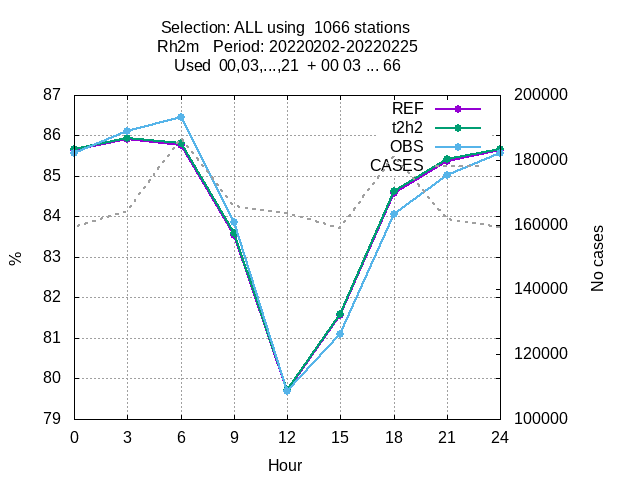 Selection: ALL using  1066 stations
Rh2m   Period: 20220202-20220225
Used  00,03,...,21  + 00 03 ... 66
87
86
85
84
83
82
81
80
79
%
REF
t2h2
OBS
CASES
200000
180000
160000
140000
120000
100000
No cases
0 3 6 9 12 15 18 21 24
Hour